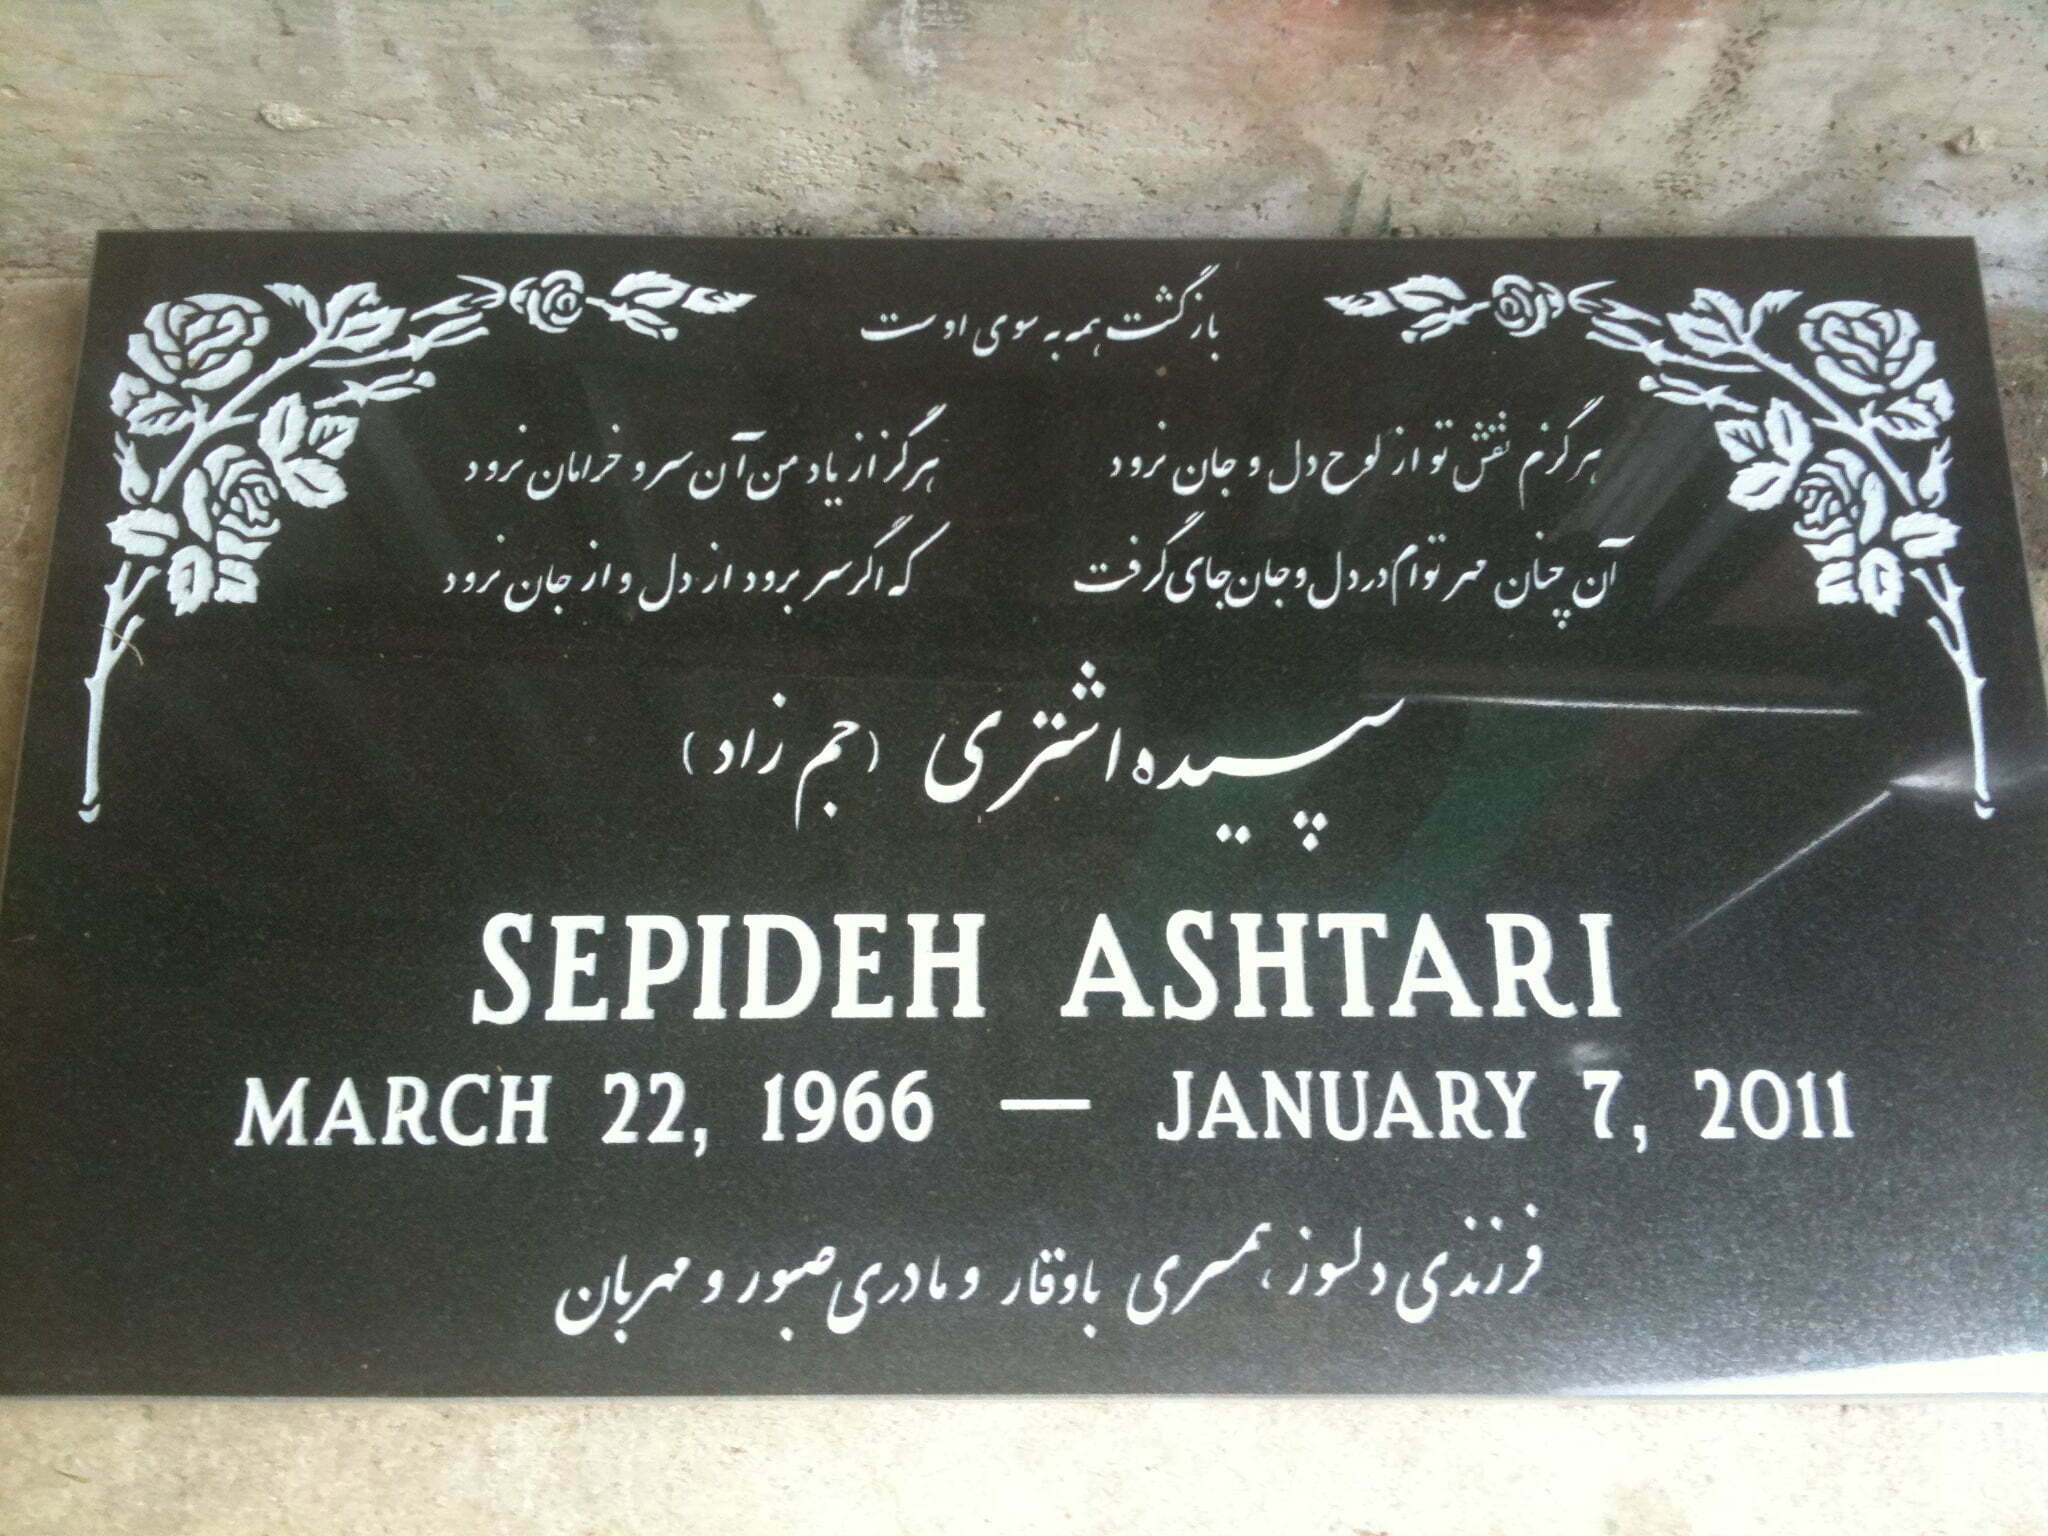 بازگشت همه به سوی اوست
هرگزم نقش تو از لوح دل و جان نرود هرگز از یاد من آن سرو خرامان نرود
آن چنان مهر توام در دل و جان جای گرفت که اگر سر برود از دل و از جان نرود
سپیده اشتری (جم زاد)
SEPIDEH ASHTARI
MARCH 22, 1966 — JANUARY 7, 2011
فرزندی دلسوز، همسری باوقار و مادری صبور و مهربان